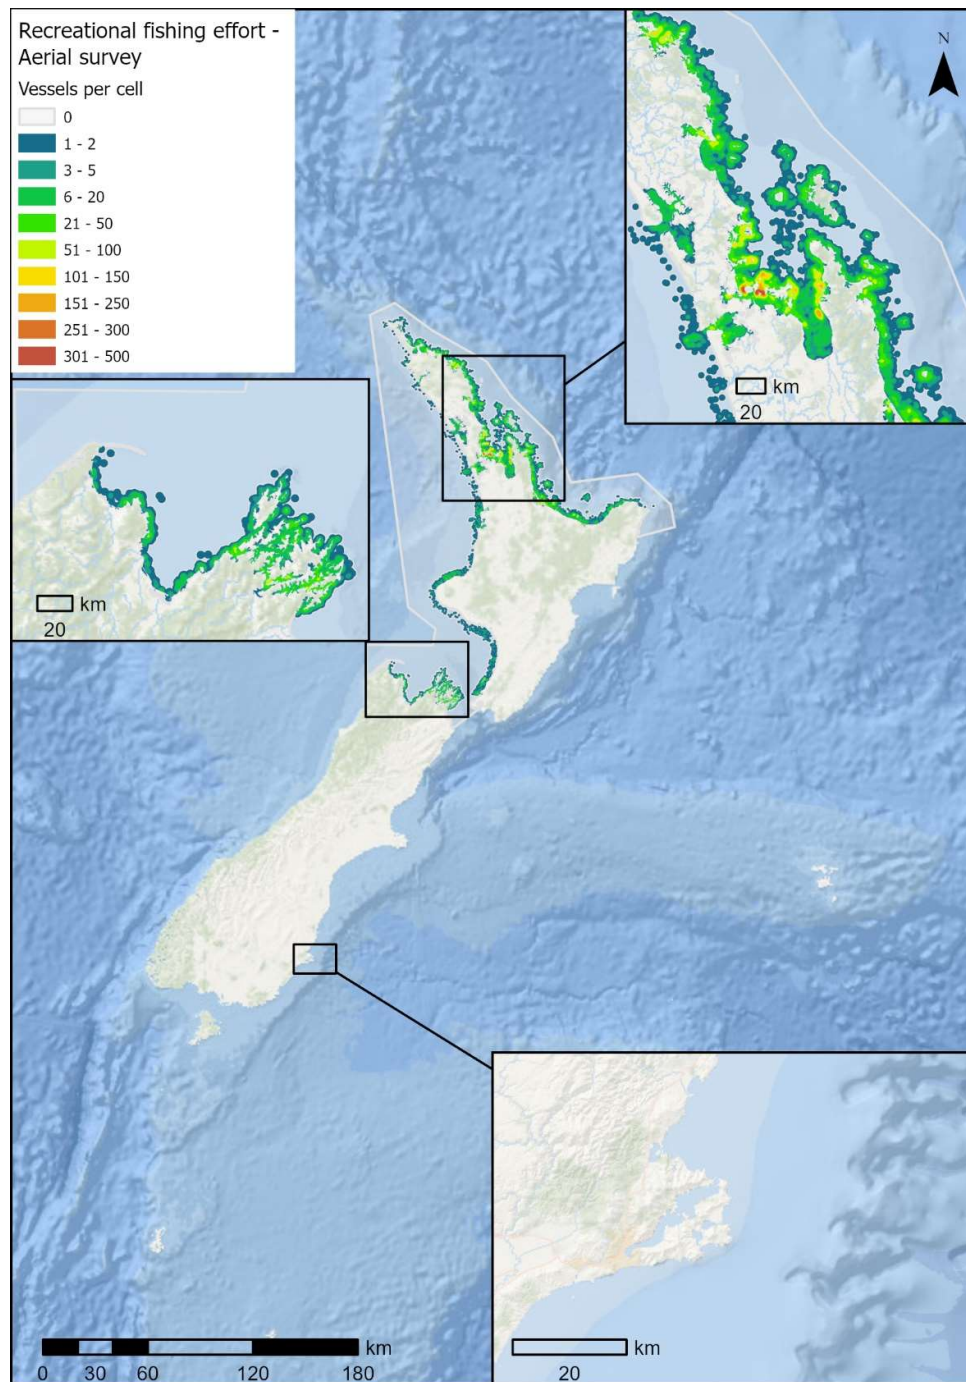 Recreational fishing effort -
Aerial survey
Vessels per cell
0
1 - 2
3 - 5
6 - 20
21 - 50
51 - 100
101 - 150
151 - 250
251 - 300
301 - 500
N
km
20
km
20
km
0 30 60 120 180
km
20